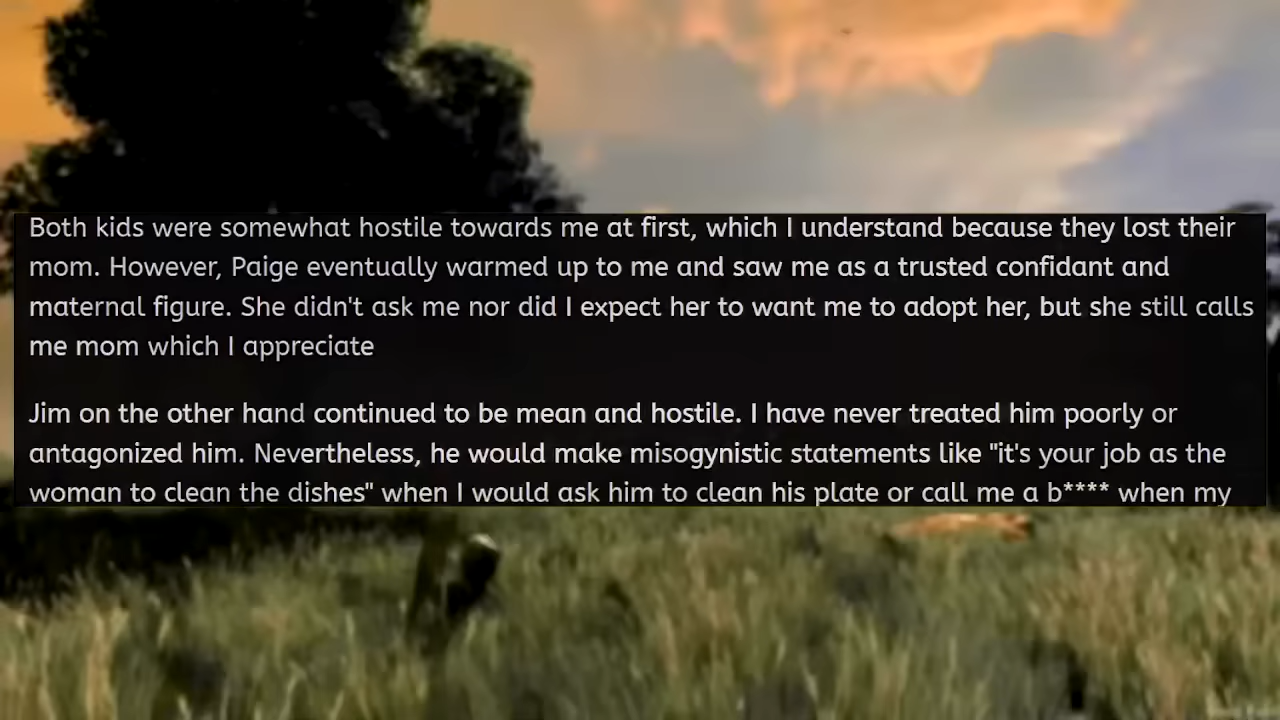 Both kids were somewhat hostile towards me at first, which I understand because they lost their
mom. However, Paige eventually warmed up to me and saw me as a trusted confidant and
maternal figure. She didn't ask me nor did I expect her to want me to adopt her, but she still calls
me mom which I appreciate
Jim on the other hand continued to be mean and hostile. I have never treated him poorly or
antagonized him. Nevertheless, he would make misogynistic statements like "it's your job as the
woman to clean the dishes" when I would ask him to clean his plate or call me a b**** when my